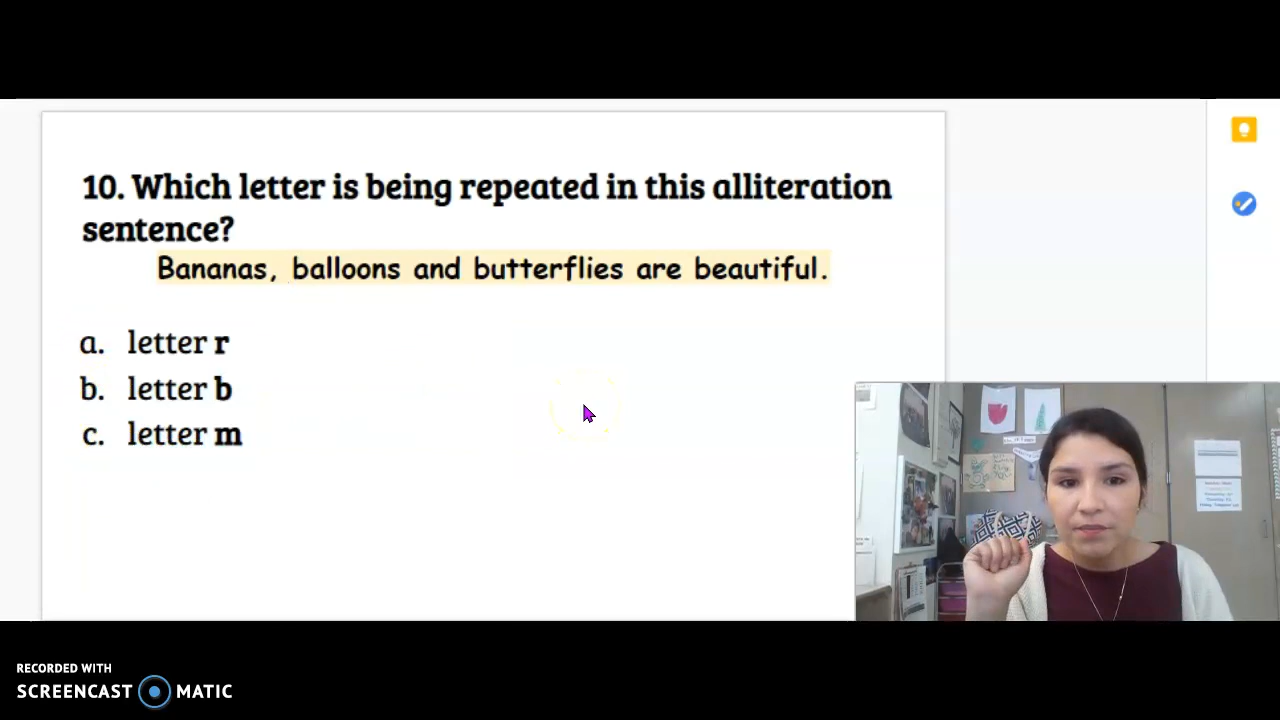 10. Which letter is being repeated in this alliteration
sentence?
Bananas, balloons and butterflies are beautiful.
a. letter r
b. letter b
c. letter m
RECORDED WITH
SCREENCAST MATIC